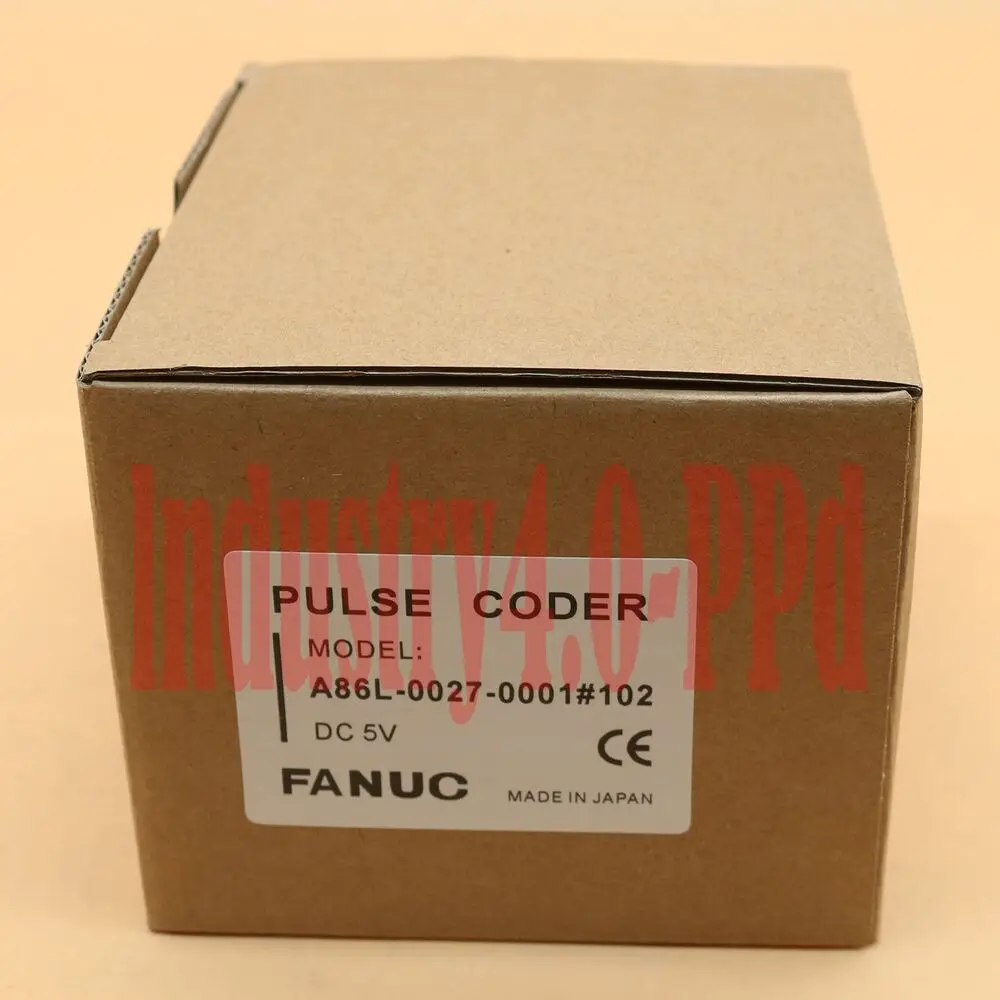 Industry4.0-PPd
PULSE CODER
MODEL:
A86L-0027-0001#102
DC 5V
CE
FANUC
MADE IN JAPAN